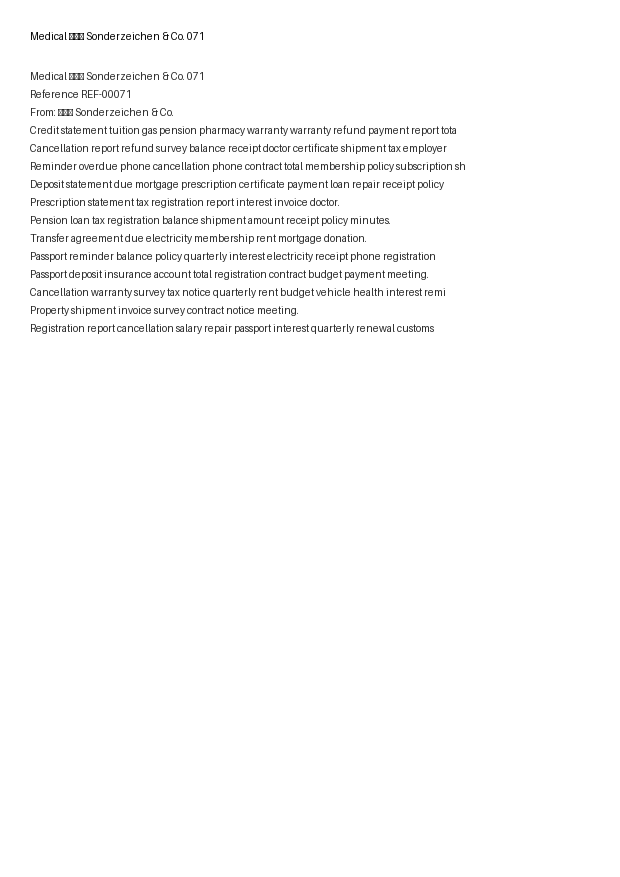 Medical Sonderzeichen & Co. 071
Medical Sonderzeichen & Co. 071
Reference REF-00071
From: Sonderzeichen & Co.
Credit statement tuition gas pension pharmacy warranty warranty refund payment report tota
Cancellation report refund survey balance receipt doctor certificate shipment tax employer
Reminder overdue phone cancellation phone contract total membership policy subscription sh
Deposit statement due mortgage prescription certificate payment loan repair receipt policy
Prescription statement tax registration report interest invoice doctor.
Pension loan tax registration balance shipment amount receipt policy minutes.
Transfer agreement due electricity membership rent mortgage donation.
Passport reminder balance policy quarterly interest electricity receipt phone registration
Passport deposit insurance account total registration contract budget payment meeting.
Cancellation warranty survey tax notice quarterly rent budget vehicle health interest remi
Property shipment invoice survey contract notice meeting.
Registration report cancellation salary repair passport interest quarterly renewal customs